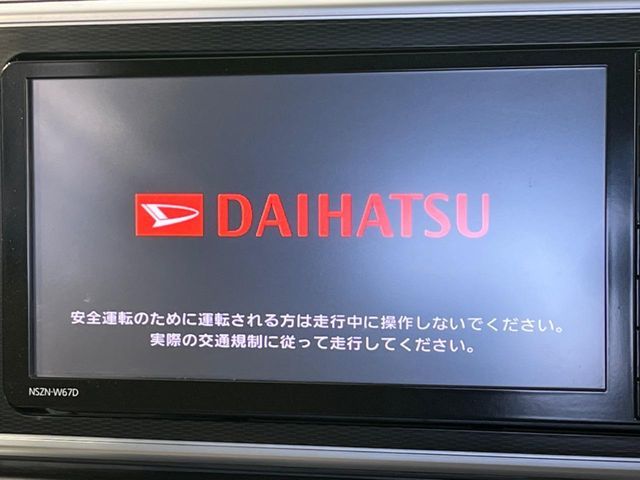 DAIHATSU
安全運転のために運転される方は走行中に操作しないでください。
実際の交通規制に従って走行してください。
NSZN-W67D